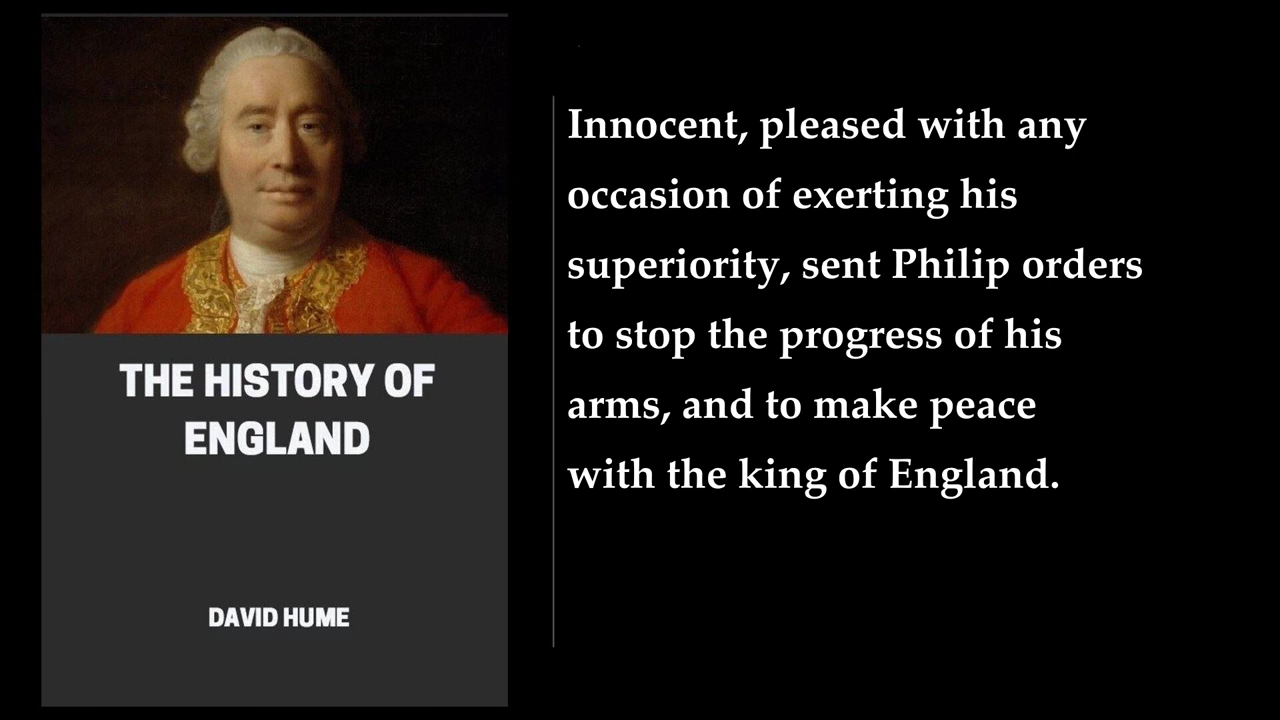 THE HISTORY OF
ENGLAND
DAVID HUME
Innocent, pleased with any
occasion of exerting his
superiority, sent Philip orders
to stop the progress of his
arms, and to make peace
with the king of England.